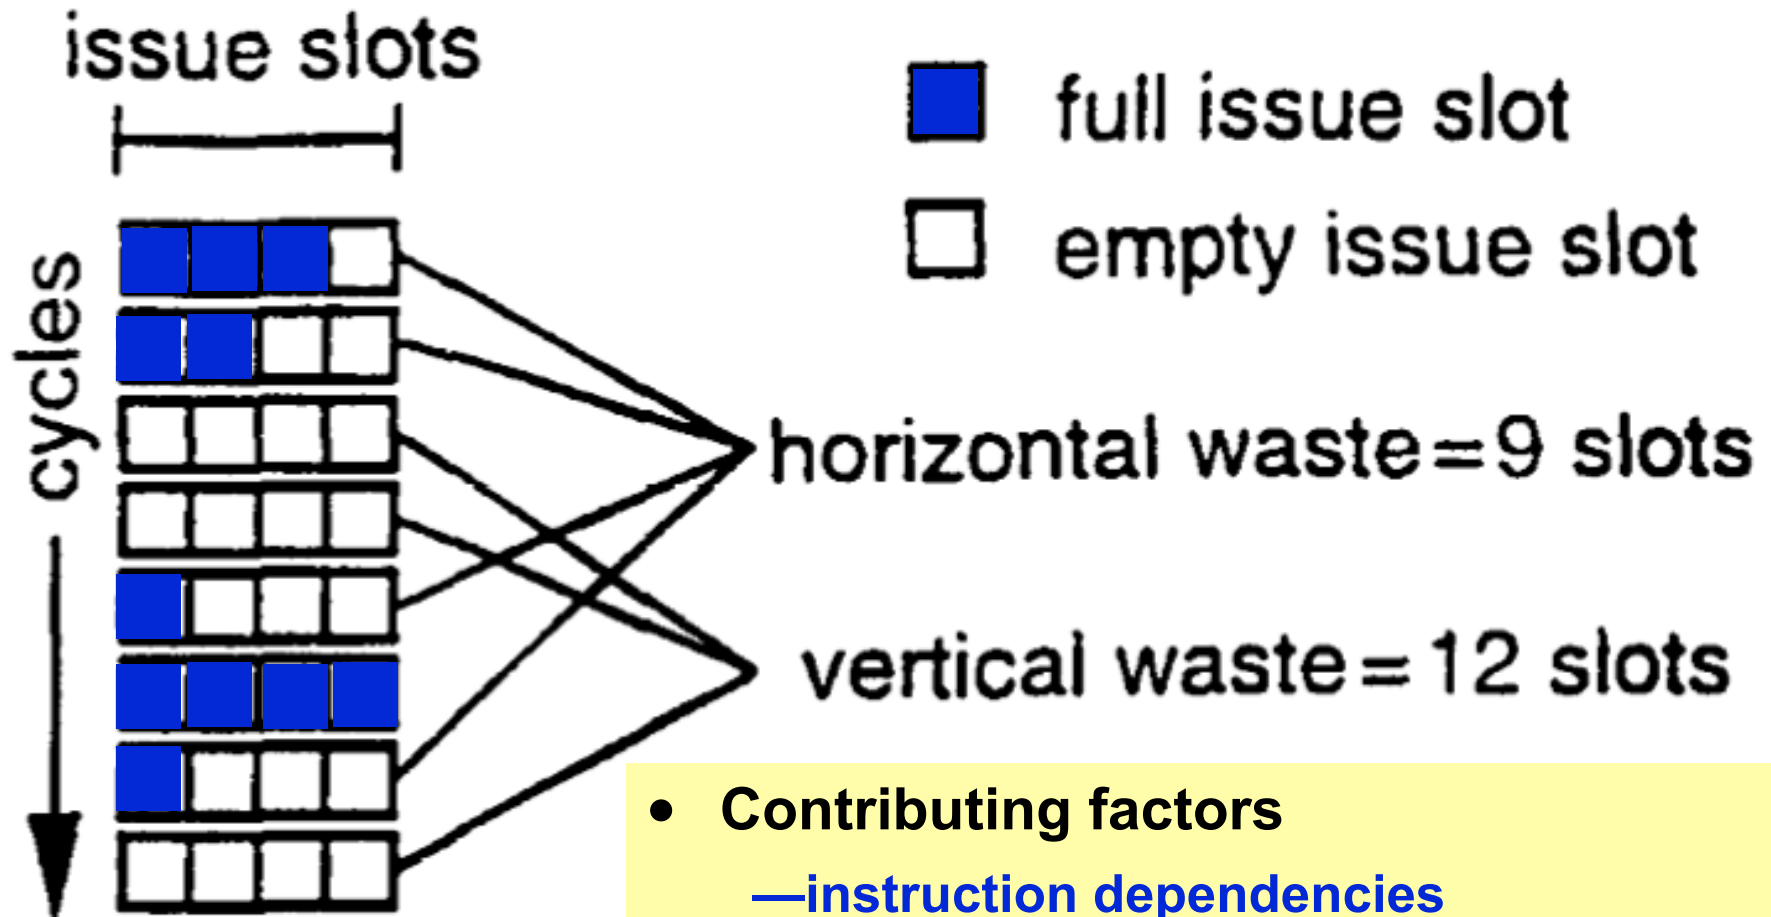 issue slots
full issue slot
empty issue slot
cycles
horizontal waste=9 slots
vertical waste=12 slots
• Contributing factors
—instruction dependencies